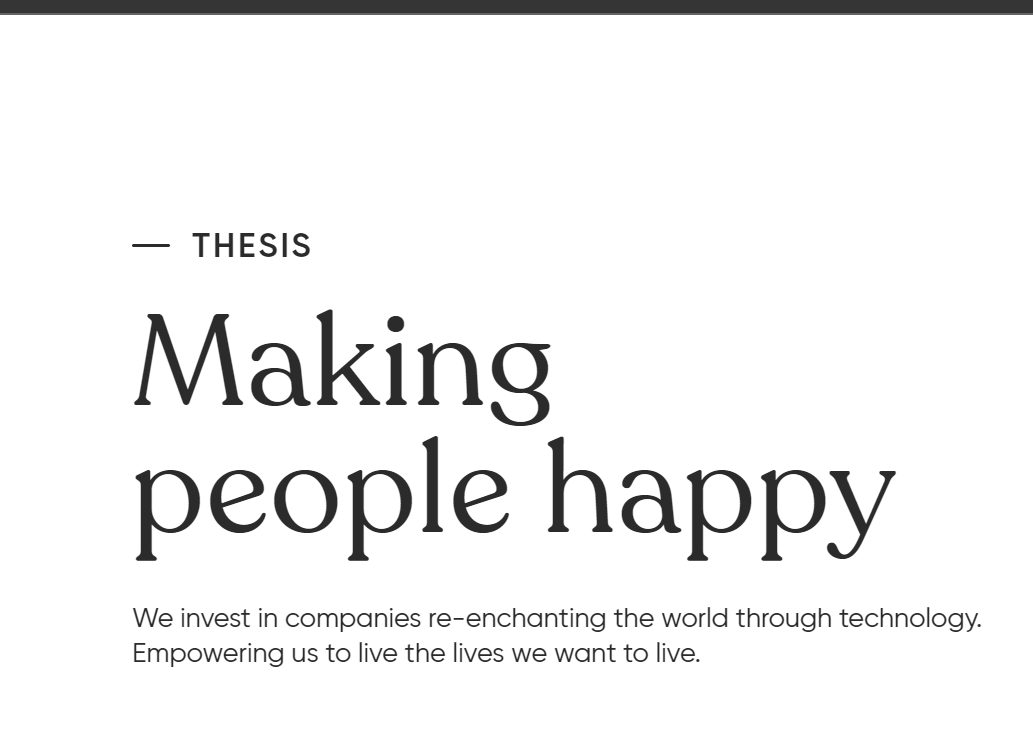 — THESIS
Making
people happy
We invest in companies re-enchanting the world through technology.
Empowering us to live the lives we want to live.